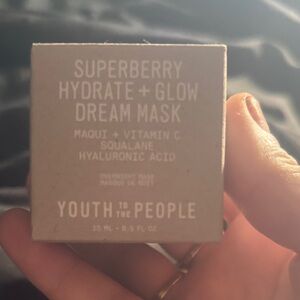 SUPERBERRY
HYDRATE + GLOW
DREAM MASK
MAQUI + VITAMIN C
SQUALANE
HYALURONIC ACID
OVERNIGHT MASK
MASQUE DE NUIT
YOUTH TO THE PEOPLE
15 ML - 0.5 FL OZ